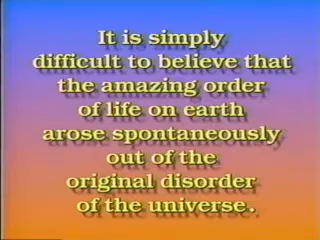 It is simply
difficult to believe that
the amazing order
of life on earth
arose spontaneously
out of the
original disorder
of the universe.